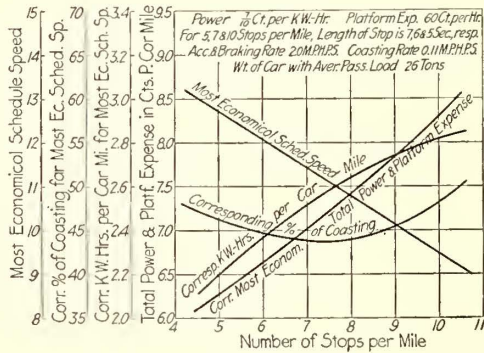 Power 7/10 Ct. per K.W-Hr. Platform Exp. 60Ct. per Hr.
For 5,7 & 10 Stops per Mile, Length of Stop is 7,6 & 5 Sec, resp.
Acc. & Braking Rate 2.0 M.P.H.P.S. Coasting Rate 0.11 M.P.H.P.S.
Wt. of Car with Aver. Pass. Load 26 Tons
Most Economical Schedule Speed
15
14
13
12
11
10
9
8
Corr. % of Coasting for Most Ec. Sched. Sp.
70
65
60
55
50
45
40
35
Corr. KW.Hrs. per Car Mi. for Most Ec. Sch. Sp.
3.4
3.2
3.0
2.8
2.6
2.4
2.2
2.0
Total Power & Platf. Expense in Cts. P. Car Mile
9.5
9.0
8.5
8.0
7.5
7.0
6.5
6.0
Most Economical Sched. Speed
Corresponding % of Coasting
Corresp. KW.-Hrs. per Car Mile
Corr. Most Econom. Total Power & Platform Expense
4 5 6 7 8 9 10 11
Number of Stops per Mile